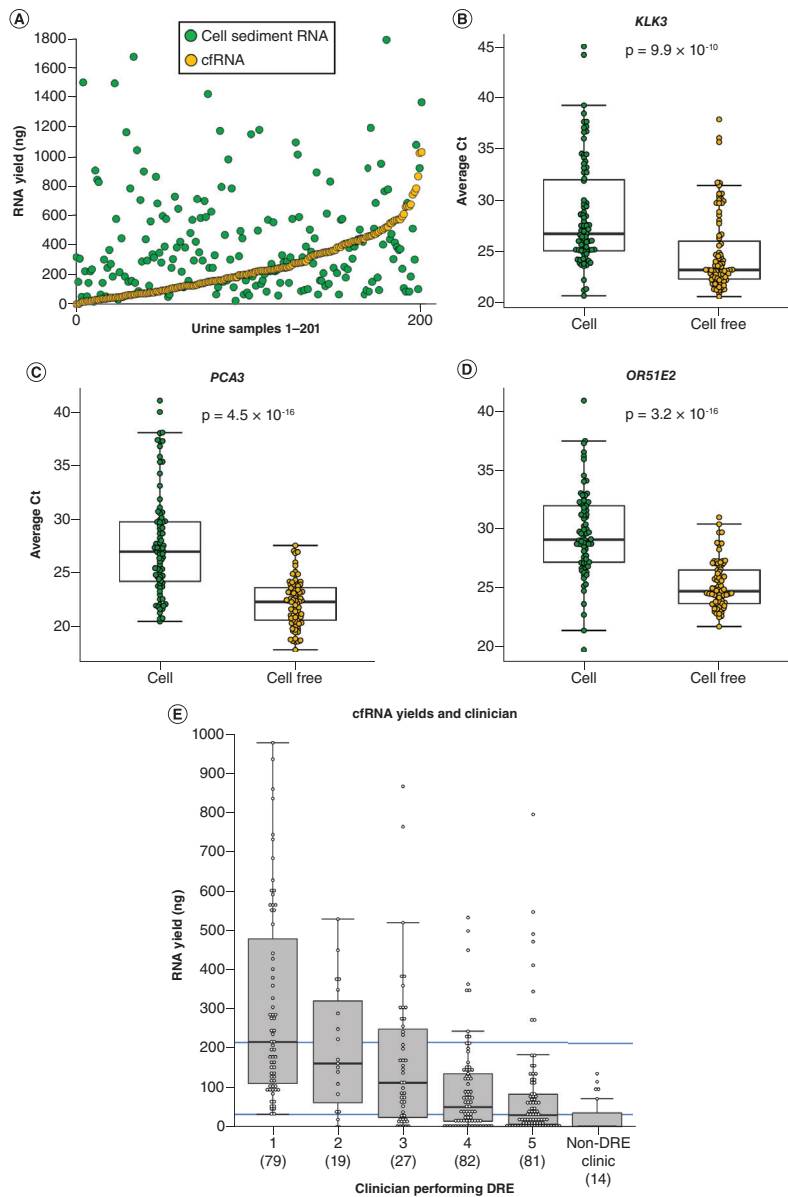 A
Cell sediment RNA
cfRNA
RNA yield (ng)
1800
1600
1400
1200
1000
800
600
400
200
0
0
200
Urine samples 1–201
B
KLK3
p = 9.9 × 10-10
Average Ct
45
40
35
30
25
20
Cell
Cell free
C
PCA3
p = 4.5 × 10-16
Average Ct
40
35
30
25
20
Cell
Cell free
D
OR51E2
p = 3.2 × 10-16
Average Ct
40
35
30
25
20
Cell
Cell free
E
cfRNA yields and clinician
RNA yield (ng)
1000
900
800
700
600
500
400
300
200
100
0
1 2 3 4 5 Non-DRE
clinic
(79) (19) (27) (82) (81)
(14)
Clinician performing DRE